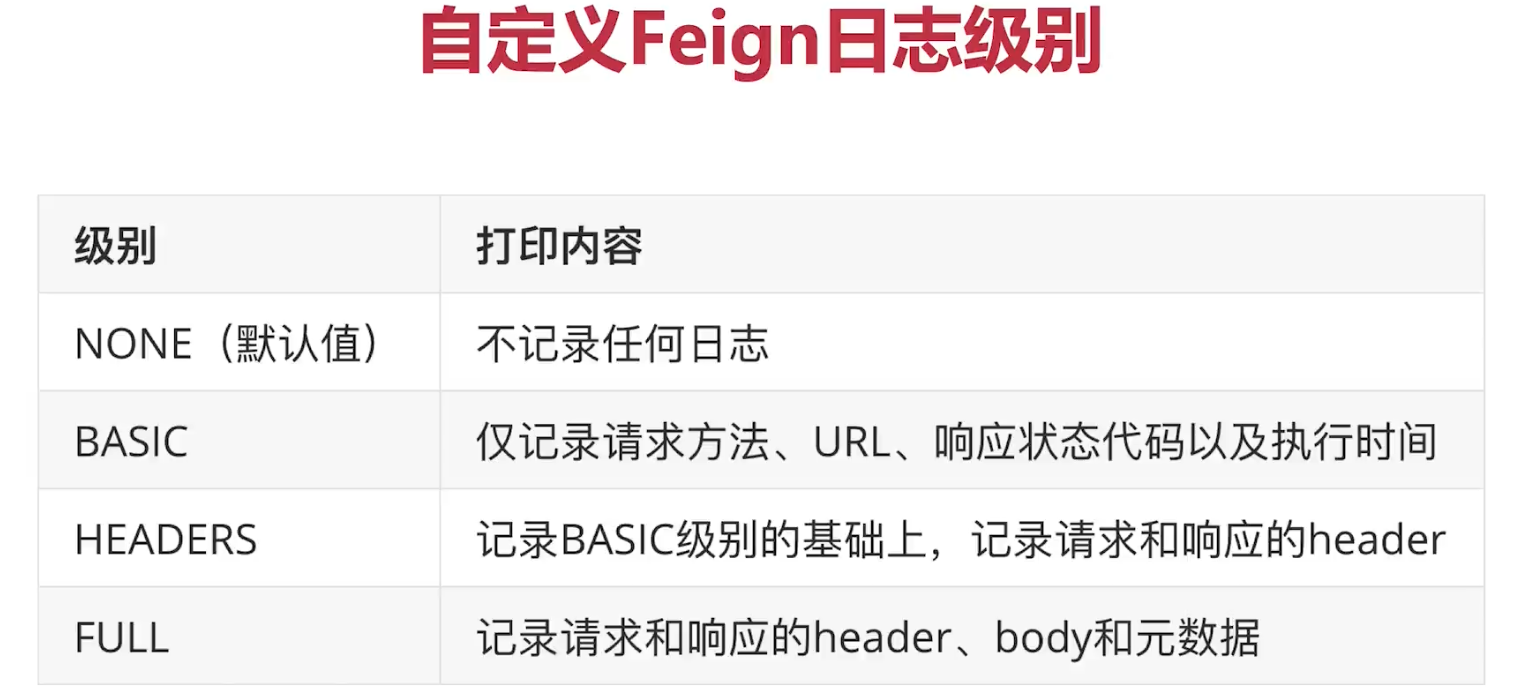 自定义Feign日志级别
级别 打印内容
NONE（默认值） 不记录任何日志
BASIC 仅记录请求方法、URL、响应状态代码以及执行时间
HEADERS 记录BASIC级别的基础上，记录请求和响应的header
FULL 记录请求和响应的header、body和元数据